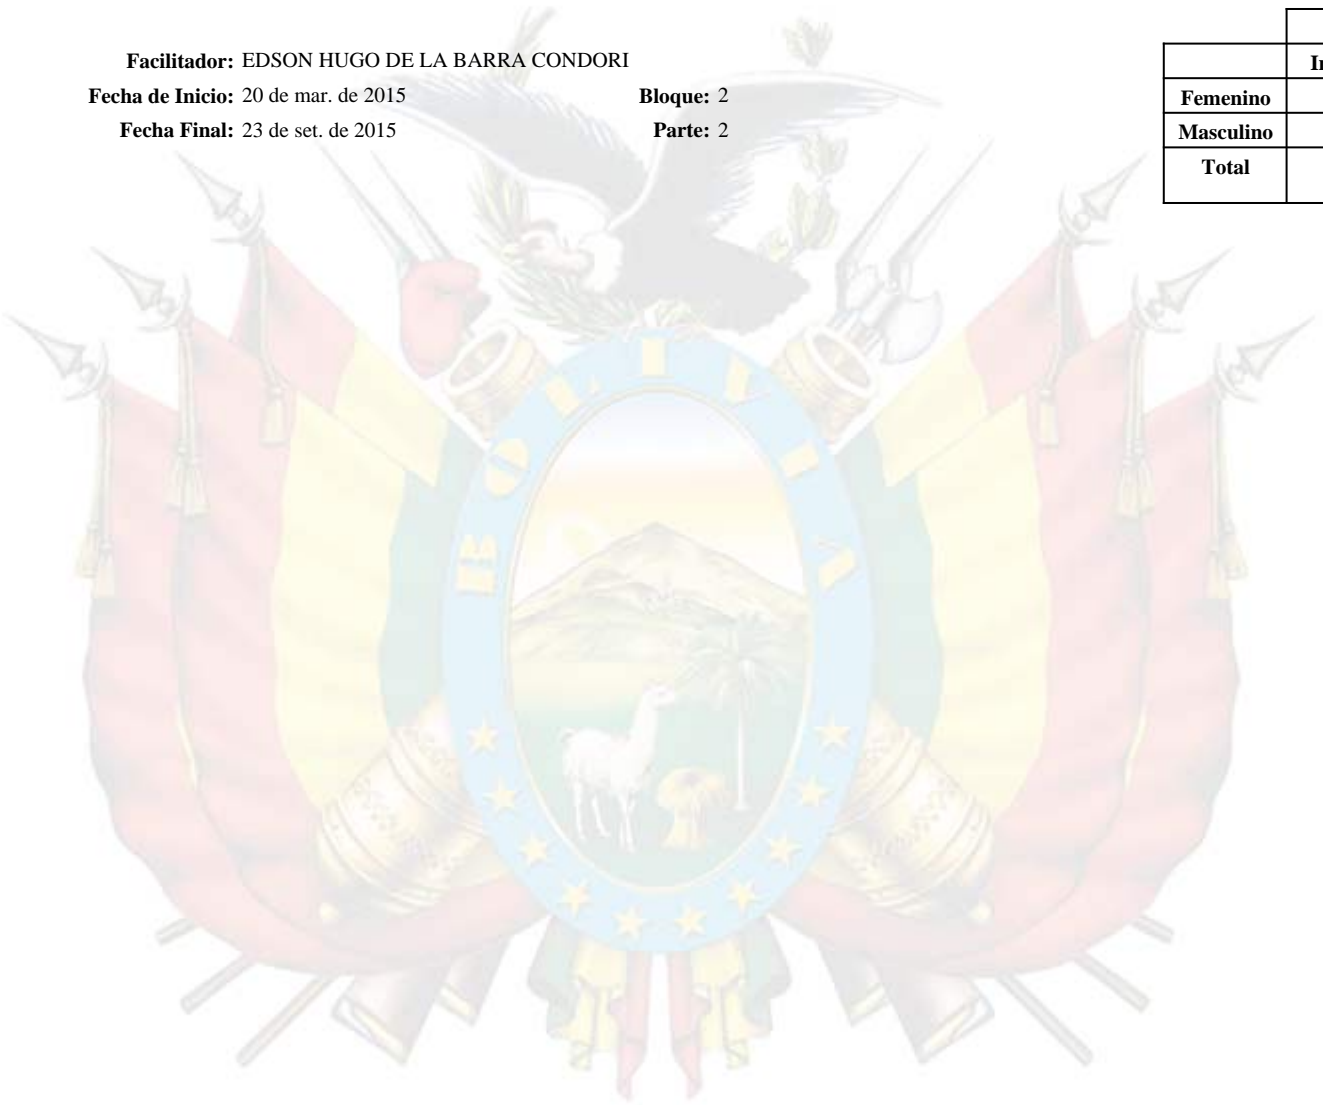 Facilitador: EDSON HUGO DE LA BARRA CONDORI
Fecha de Inicio: 20 de mar. de 2015 Bloque: 2
Fecha Final: 23 de set. de 2015 Parte: 2
Femenino
Masculino
Total
BOLIVIA